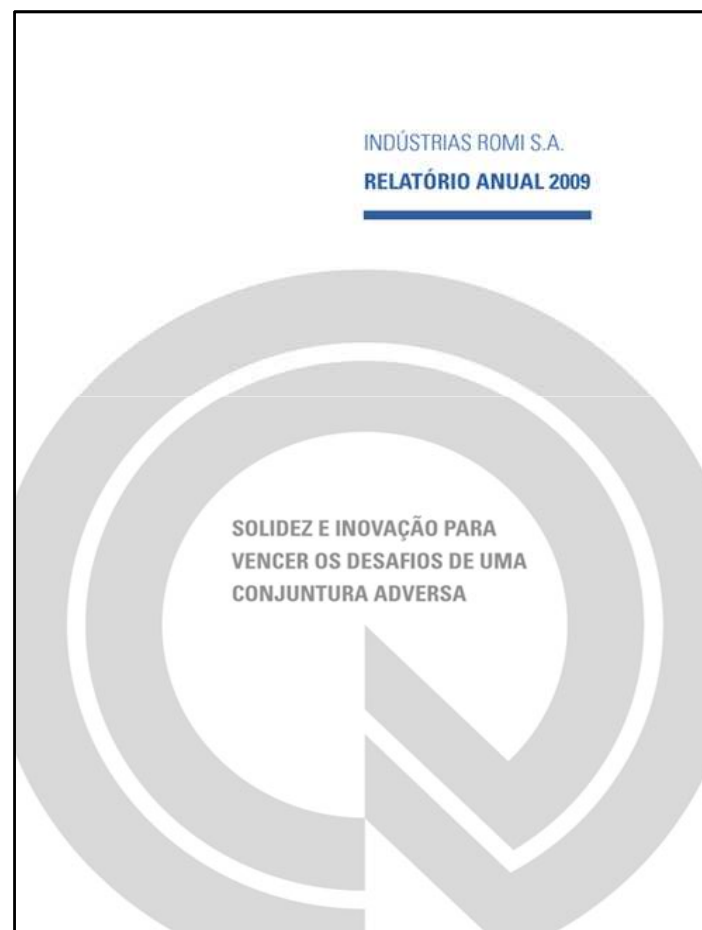 INDÚSTRIAS ROMI S.A.
RELATÓRIO ANUAL 2009
SOLIDEZ E INOVAÇÃO PARA
VENCER OS DESAFIOS DE UMA
CONJUNTURA ADVERSA